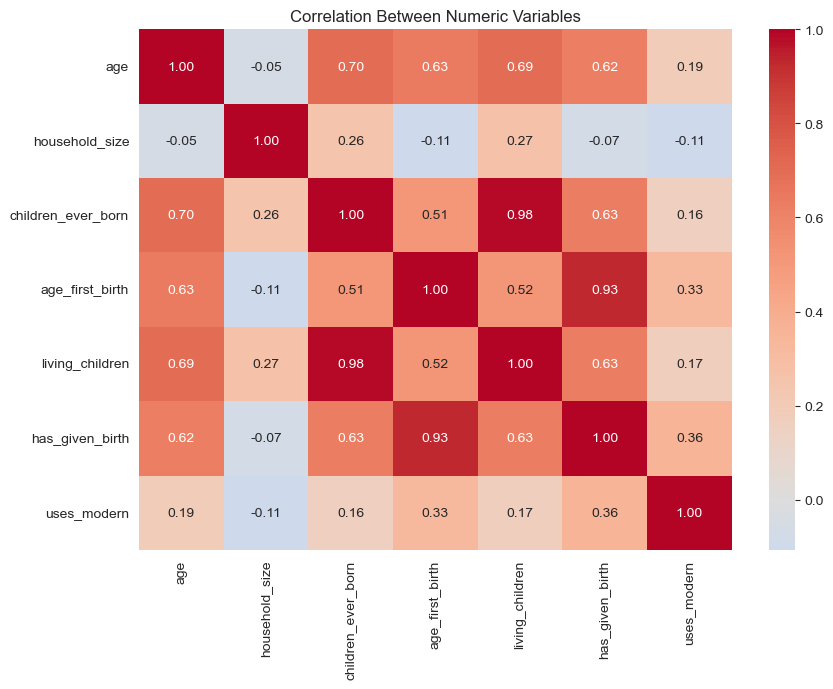 Correlation Between Numeric Variables
age 1.00 -0.05 0.70 0.63 0.69 0.62 0.19
household_size -0.05 1.00 0.26 -0.11 0.27 -0.07 -0.11
children_ever_born 0.70 0.26 1.00 0.51 0.98 0.63 0.16
age_first_birth 0.63 -0.11 0.51 1.00 0.52 0.93 0.33
living_children 0.69 0.27 0.98 0.52 1.00 0.63 0.17
has_given_birth 0.62 -0.07 0.63 0.93 0.63 1.00 0.36
uses_modern 0.19 -0.11 0.16 0.33 0.17 0.36 1.00
age
household_size
children_ever_born
age_first_birth
living_children
has_given_birth
uses_modern
1.0
0.8
0.6
0.4
0.2
0.0